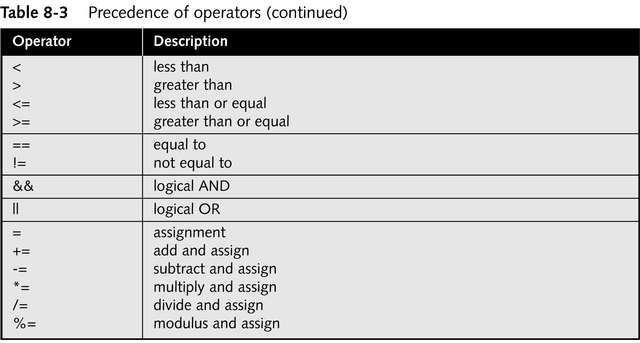 Table 8-3 Precedence of operators (continued)
Operator Description
< less than
> greater than
<= less than or equal
>= greater than or equal
== equal to
!= not equal to
&& logical AND
|| logical OR
= assignment
+= add and assign
-= subtract and assign
*= multiply and assign
/= divide and assign
%= modulus and assign